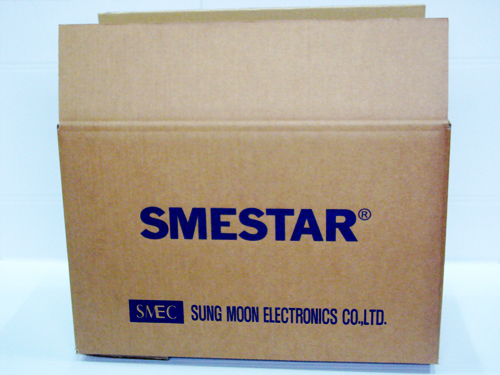 SMESTAR®
SMEC SUNG MOON ELECTRONICS CO.,LTD.